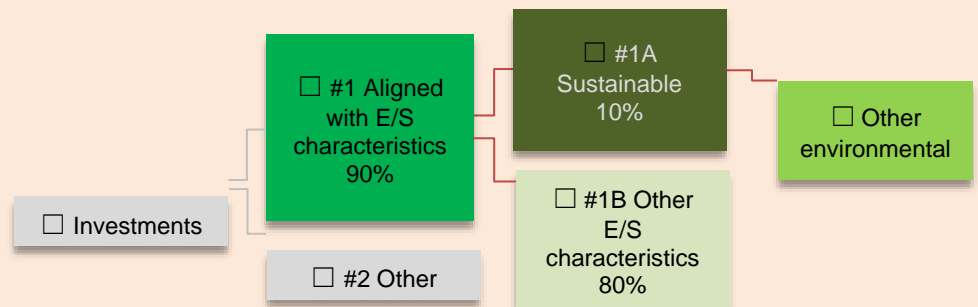 ☐ #1 Aligned
with E/S
characteristics
90%
☐ #1A
Sustainable
10%
☐ Other
environmental
☐ Investments
☐ #1B Other
E/S
characteristics
80%
☐ #2 Other